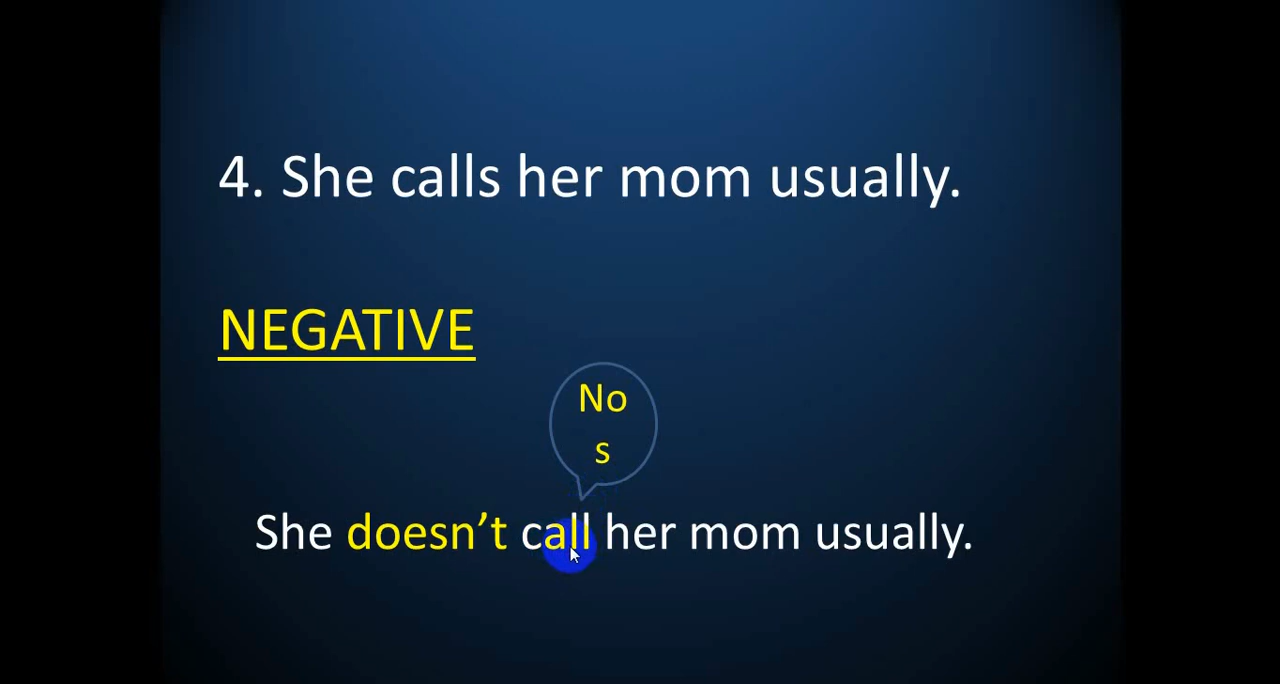 4. She calls her mom usually.
NEGATIVE
No
s
She doesn’t call her mom usually.